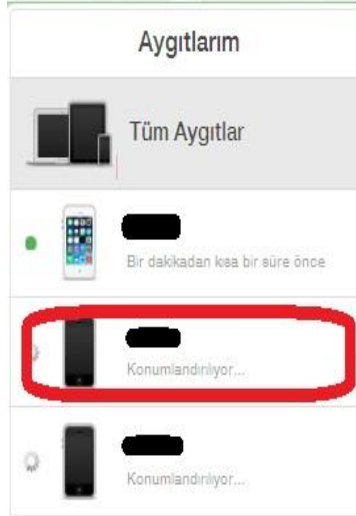 Aygıtlarım
Tüm Aygıtlar
Bir dakikadan kısa bir süre önce
Konumlandırılıyor...
Konumlandırılıyor...